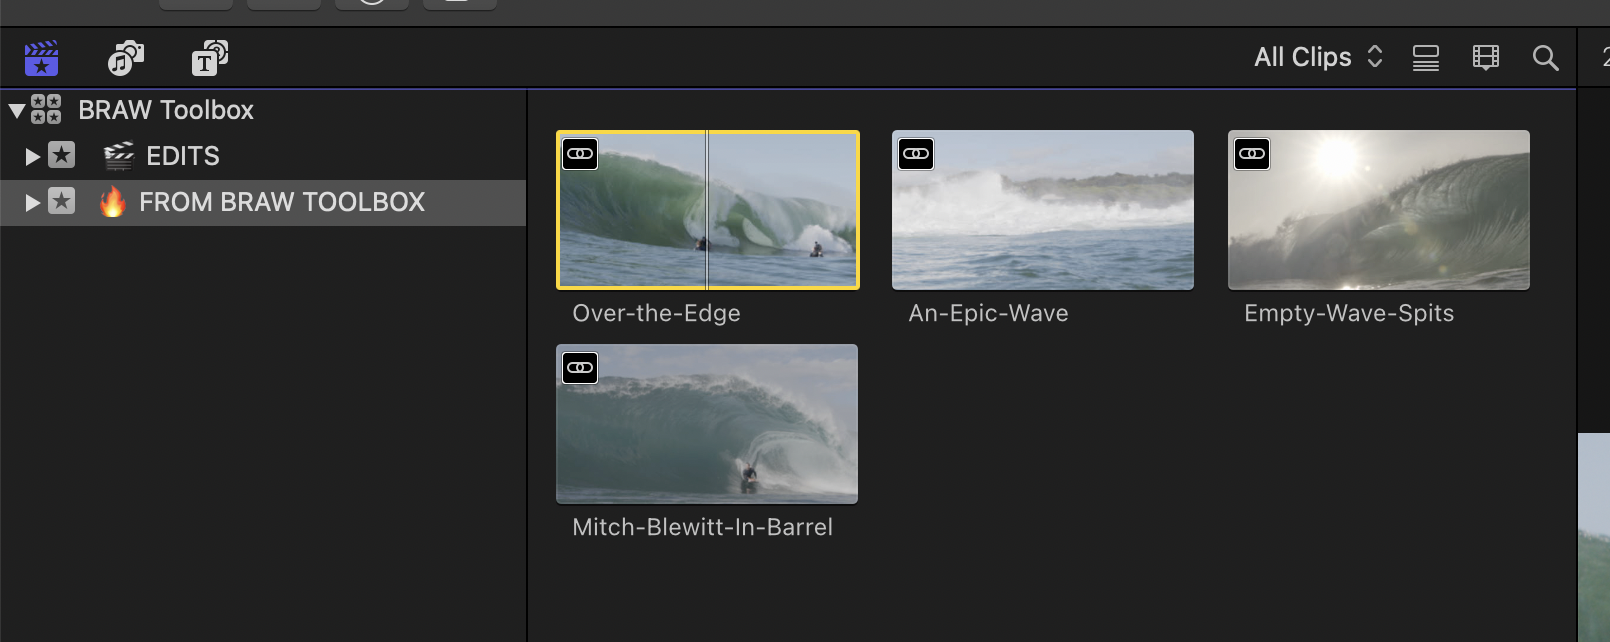 All Clips
BRAW Toolbox
EDITS
FROM BRAW TOOLBOX
Over-the-Edge
An-Epic-Wave
Empty-Wave-Spits
Mitch-Blewitt-In-Barrel